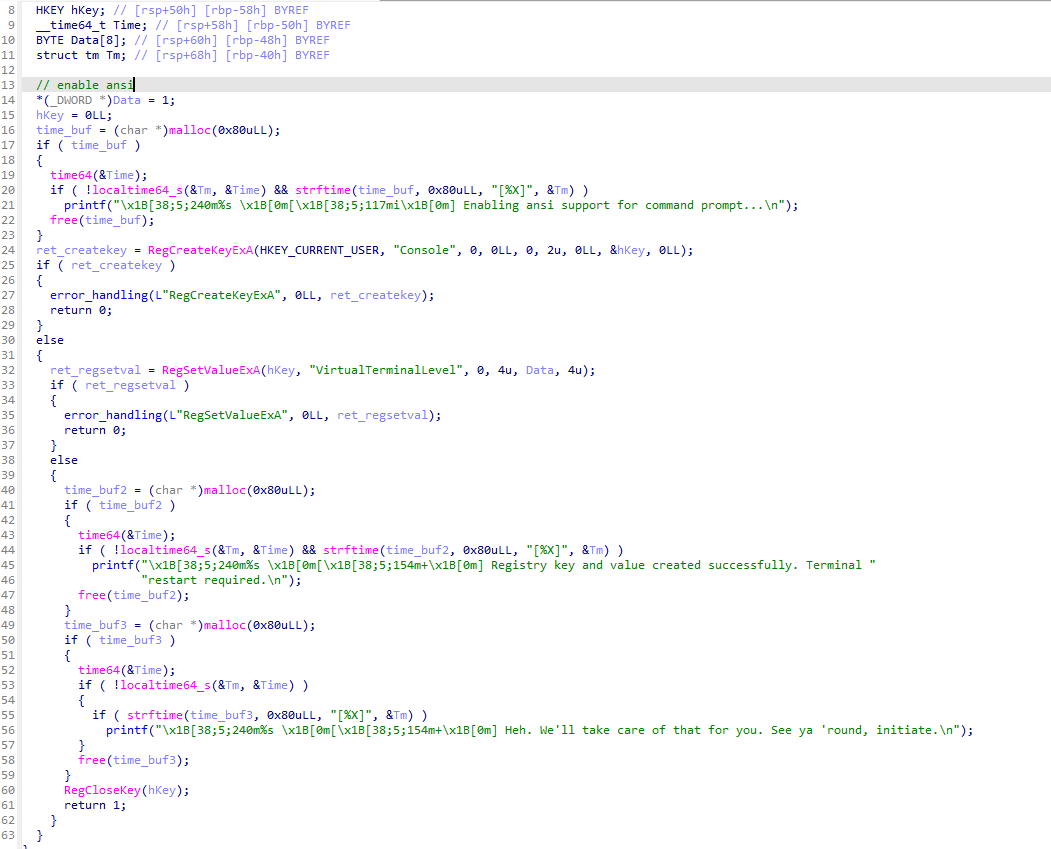 8 HKEY hKey; // [rsp+50h] [rbp-58h] BYREF
9 __time64_t Time; // [rsp+58h] [rbp-50h] BYREF
10 BYTE Data[8]; // [rsp+60h] [rbp-48h] BYREF
11 struct tm Tm; // [rsp+68h] [rbp-40h] BYREF
12
13 // enable ansi
14 *(_DWORD *)Data = 1;
15 hKey = 0LL;
16 time_buf = (char *)malloc(0x80uLL);
17 if ( time_buf )
18 {
19 time64(&Time);
20 if ( !localtime64_s(&Tm, &Time) && strftime(time_buf, 0x80uLL, "[%X]", &Tm) )
21 printf("\x1B[38;5;240m%s \x1B[0m[\x1B[38;5;117mi\x1B[0m] Enabling ansi support for command prompt...\n");
22 free(time_buf);
23 }
24 ret_createkey = RegCreateKeyExA(HKEY_CURRENT_USER, "Console", 0, 0LL, 0, 2u, 0LL, &hKey, 0LL);
25 if ( ret_createkey )
26 {
27 error_handling(L"RegCreateKeyExA", 0LL, ret_createkey);
28 return 0;
29 }
30 else
31 {
32 ret_regsetval = RegSetValueExA(hKey, "VirtualTerminalLevel", 0, 4u, Data, 4u);
33 if ( ret_regsetval )
34 {
35 error_handling(L"RegSetValueExA", 0LL, ret_regsetval);
36 return 0;
37 }
38 else
39 {
40 time_buf2 = (char *)malloc(0x80uLL);
41 if ( time_buf2 )
42 {
43 time64(&Time);
44 if ( !localtime64_s(&Tm, &Time) && strftime(time_buf2, 0x80uLL, "[%X]", &Tm) )
45 printf("\x1B[38;5;240m%s \x1B[0m[\x1B[38;5;154m+\x1B[0m] Registry key and value created successfully. Terminal "
46 "restart required.\n");
47 free(time_buf2);
48 }
49 time_buf3 = (char *)malloc(0x80uLL);
50 if ( time_buf3 )
51 {
52 time64(&Time);
53 if ( !localtime64_s(&Tm, &Time) )
54 {
55 if ( strftime(time_buf3, 0x80uLL, "[%X]", &Tm) )
56 printf("\x1B[38;5;240m%s \x1B[0m[\x1B[38;5;154m+\x1B[0m] Heh. We'll take care of that for you. See ya 'round, initiate.\n");
57 }
58 free(time_buf3);
59 }
60 RegCloseKey(hKey);
61 return 1;
62 }
63 }